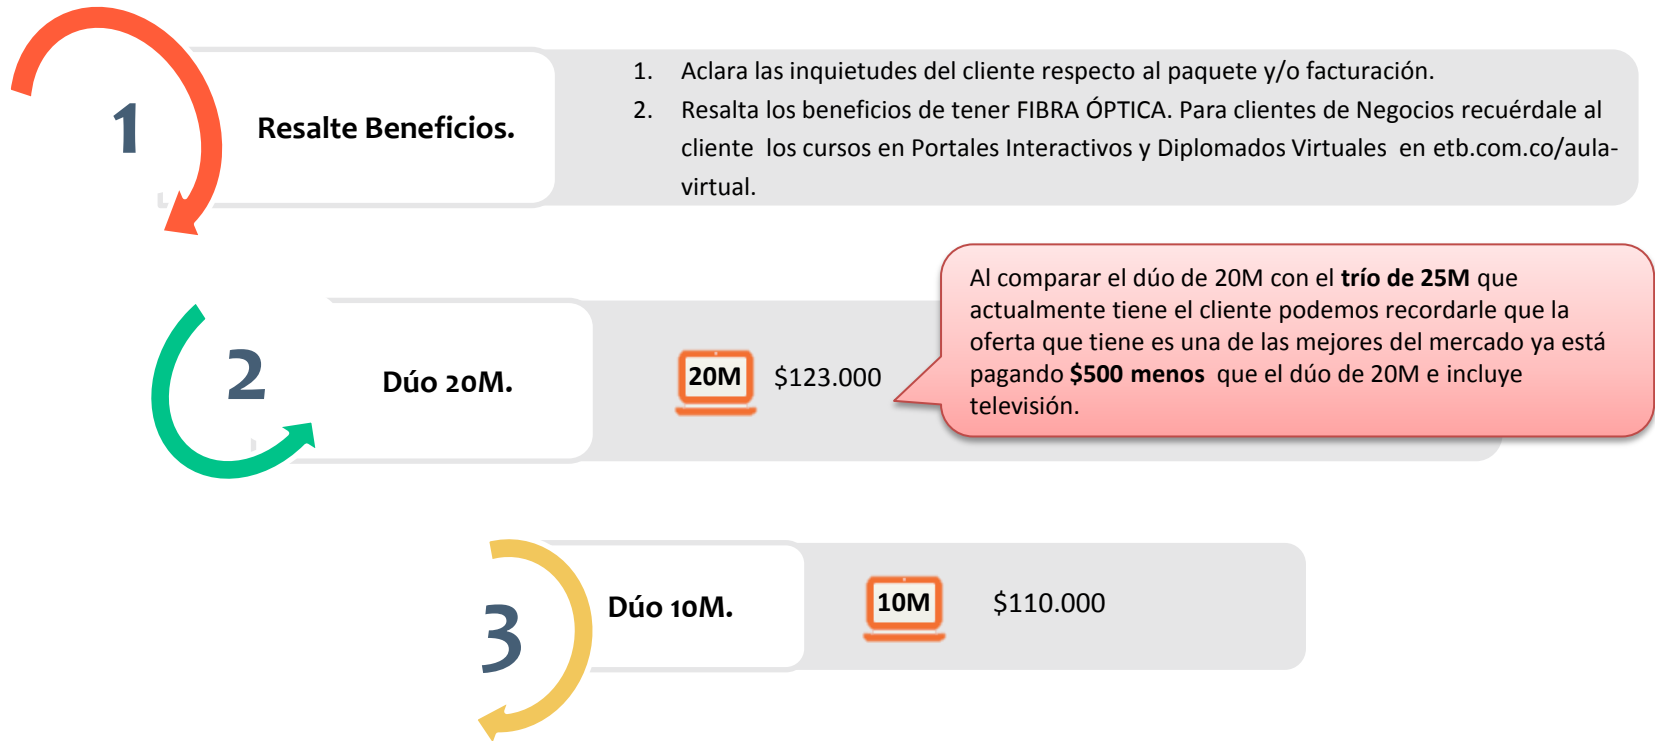 1
Resalte Beneficios.
1. Aclara las inquietudes del cliente respecto al paquete y/o facturación.
2. Resalta los beneficios de tener FIBRA ÓPTICA. Para clientes de Negocios recuérdale al
cliente los cursos en Portales Interactivos y Diplomados Virtuales en etb.com.co/aula-
virtual.
2
Dúo 20M.
20M
$123.000
Al comparar el dúo de 20M con el trío de 25M que
actualmente tiene el cliente podemos recordarle que la
oferta que tiene es una de las mejores del mercado ya está
pagando $500 menos que el dúo de 20M e incluye
televisión.
3
Dúo 10M.
10M
$110.000